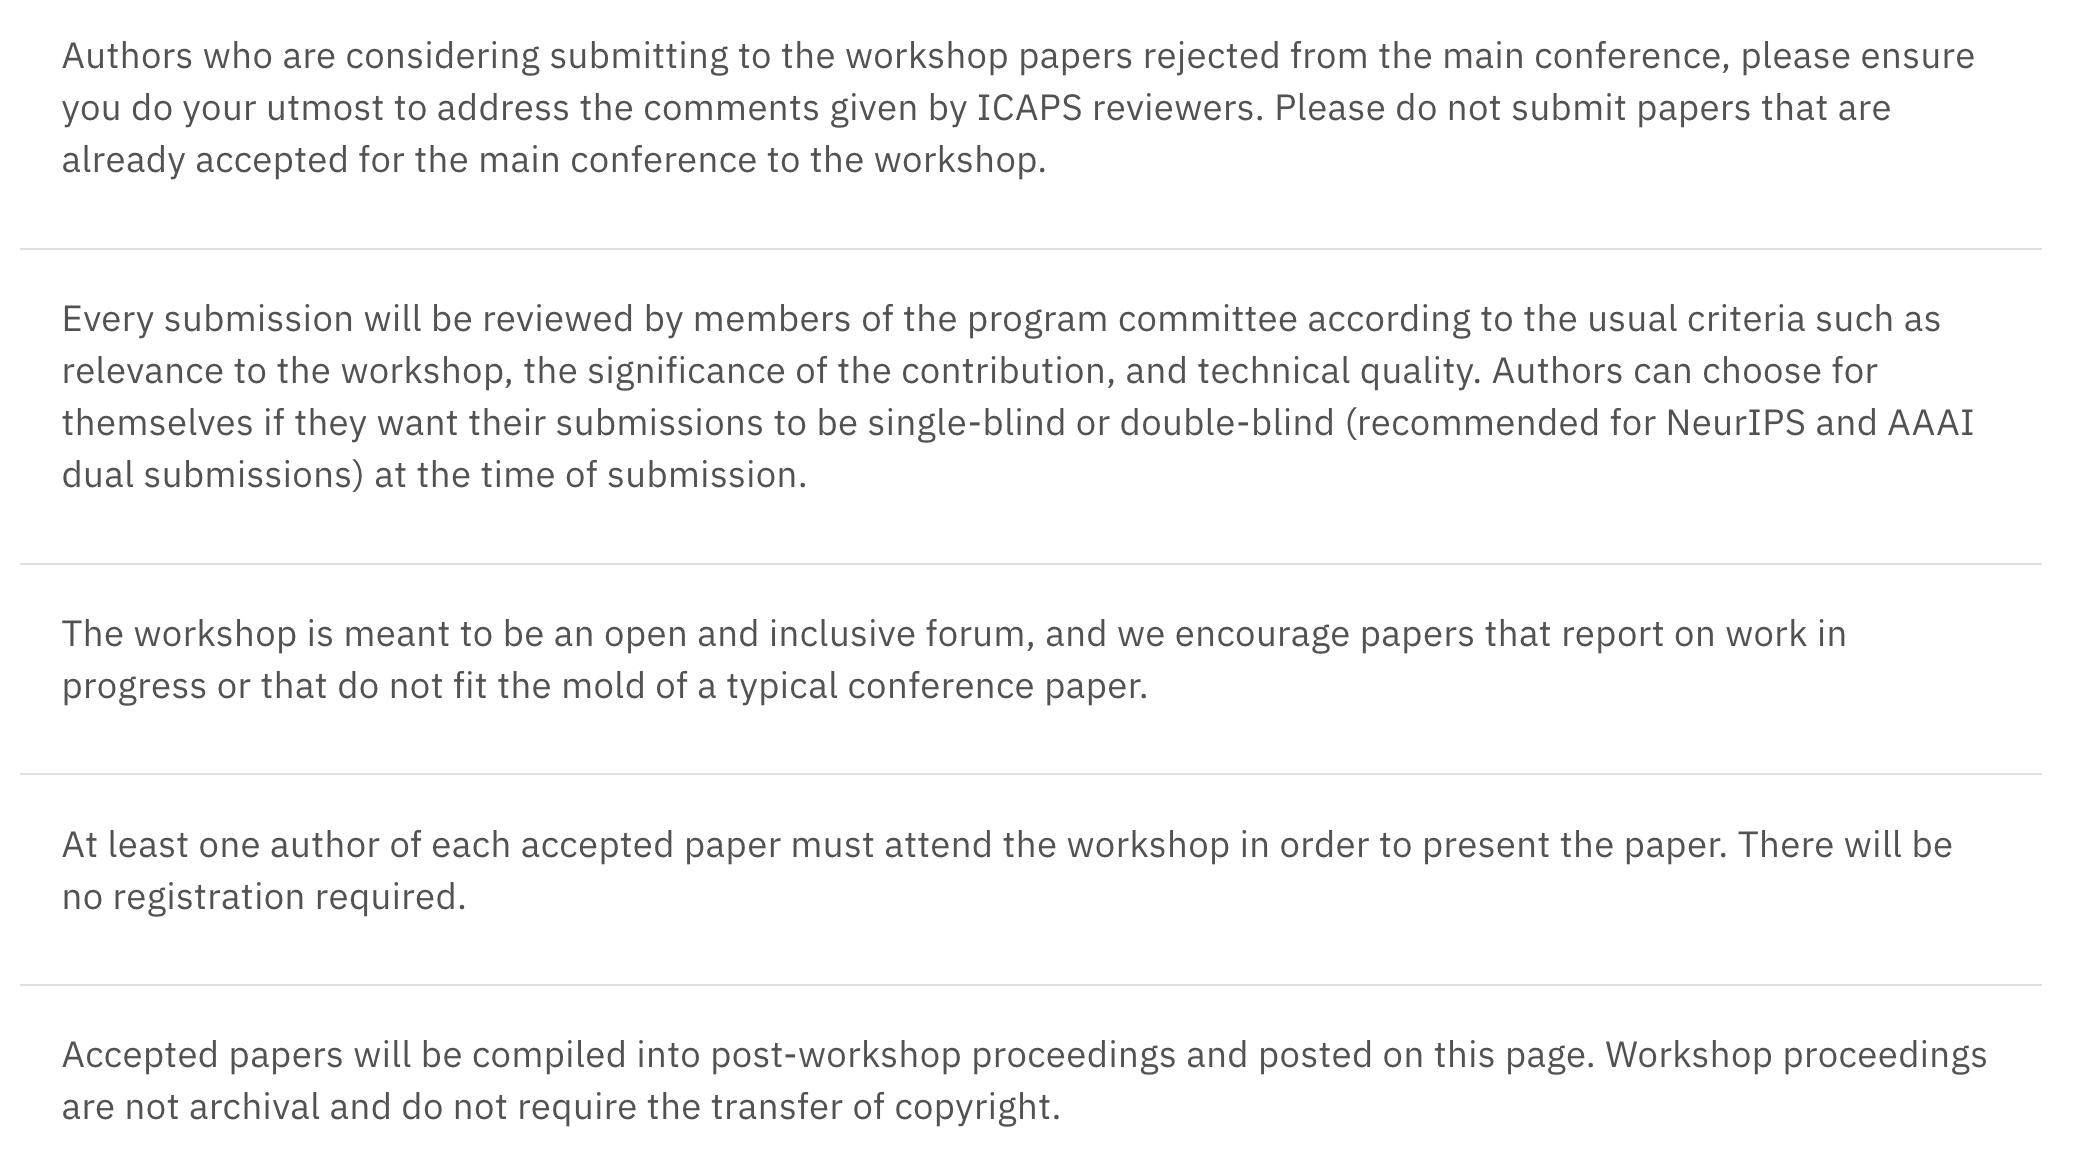 Authors who are considering submitting to the workshop papers rejected from the main conference, please ensure
you do your utmost to address the comments given by ICAPS reviewers. Please do not submit papers that are
already accepted for the main conference to the workshop.
Every submission will be reviewed by members of the program committee according to the usual criteria such as
relevance to the workshop, the significance of the contribution, and technical quality. Authors can choose for
themselves if they want their submissions to be single-blind or double-blind (recommended for NeurIPS and AAAI
dual submissions) at the time of submission.
The workshop is meant to be an open and inclusive forum, and we encourage papers that report on work in
progress or that do not fit the mold of a typical conference paper.
At least one author of each accepted paper must attend the workshop in order to present the paper. There will be
no registration required.
Accepted papers will be compiled into post-workshop proceedings and posted on this page. Workshop proceedings
are not archival and do not require the transfer of copyright.